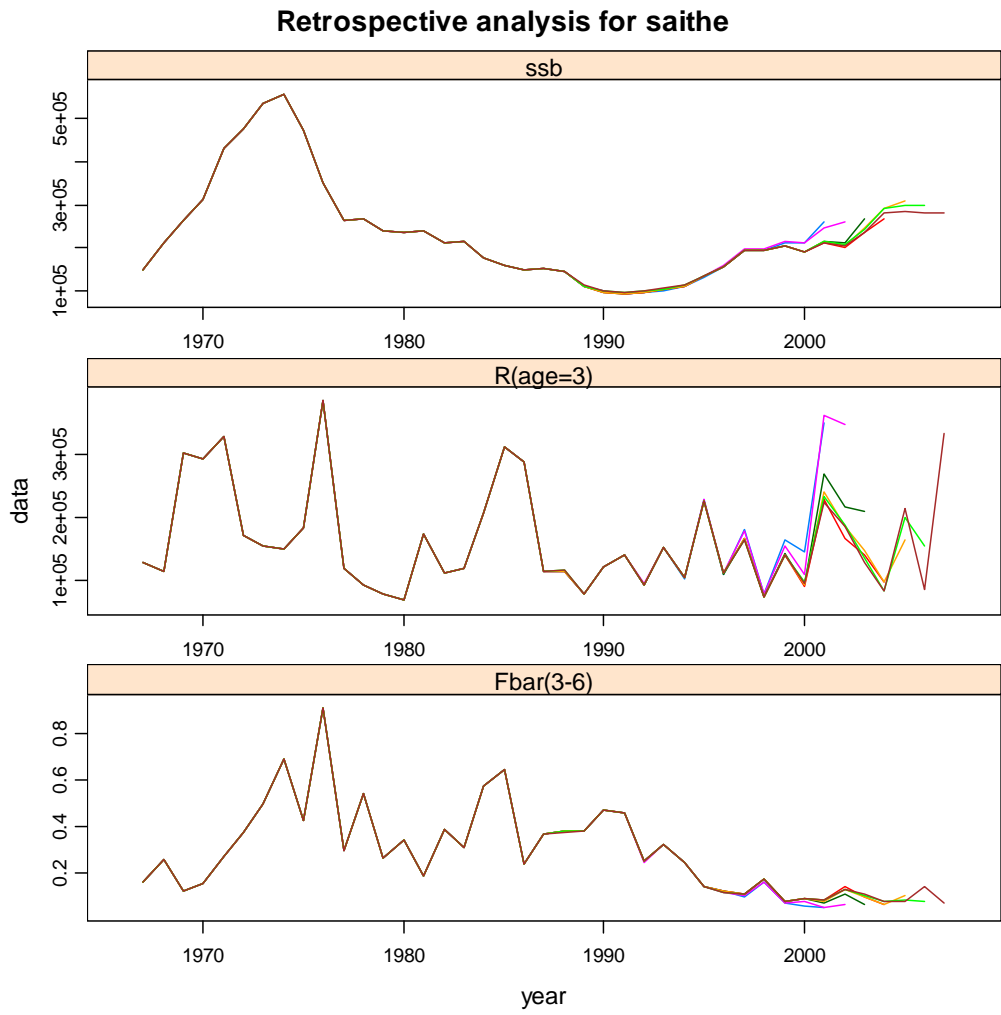 Retrospective analysis for saithe
ssb
5e+05
3e+05
1e+05
1970 1980 1990 2000
R(age=3)
3e+05
2e+05
1e+05
1970 1980 1990 2000
data
Fbar(3-6)
0.8
0.6
0.4
0.2
1970 1980 1990 2000
year